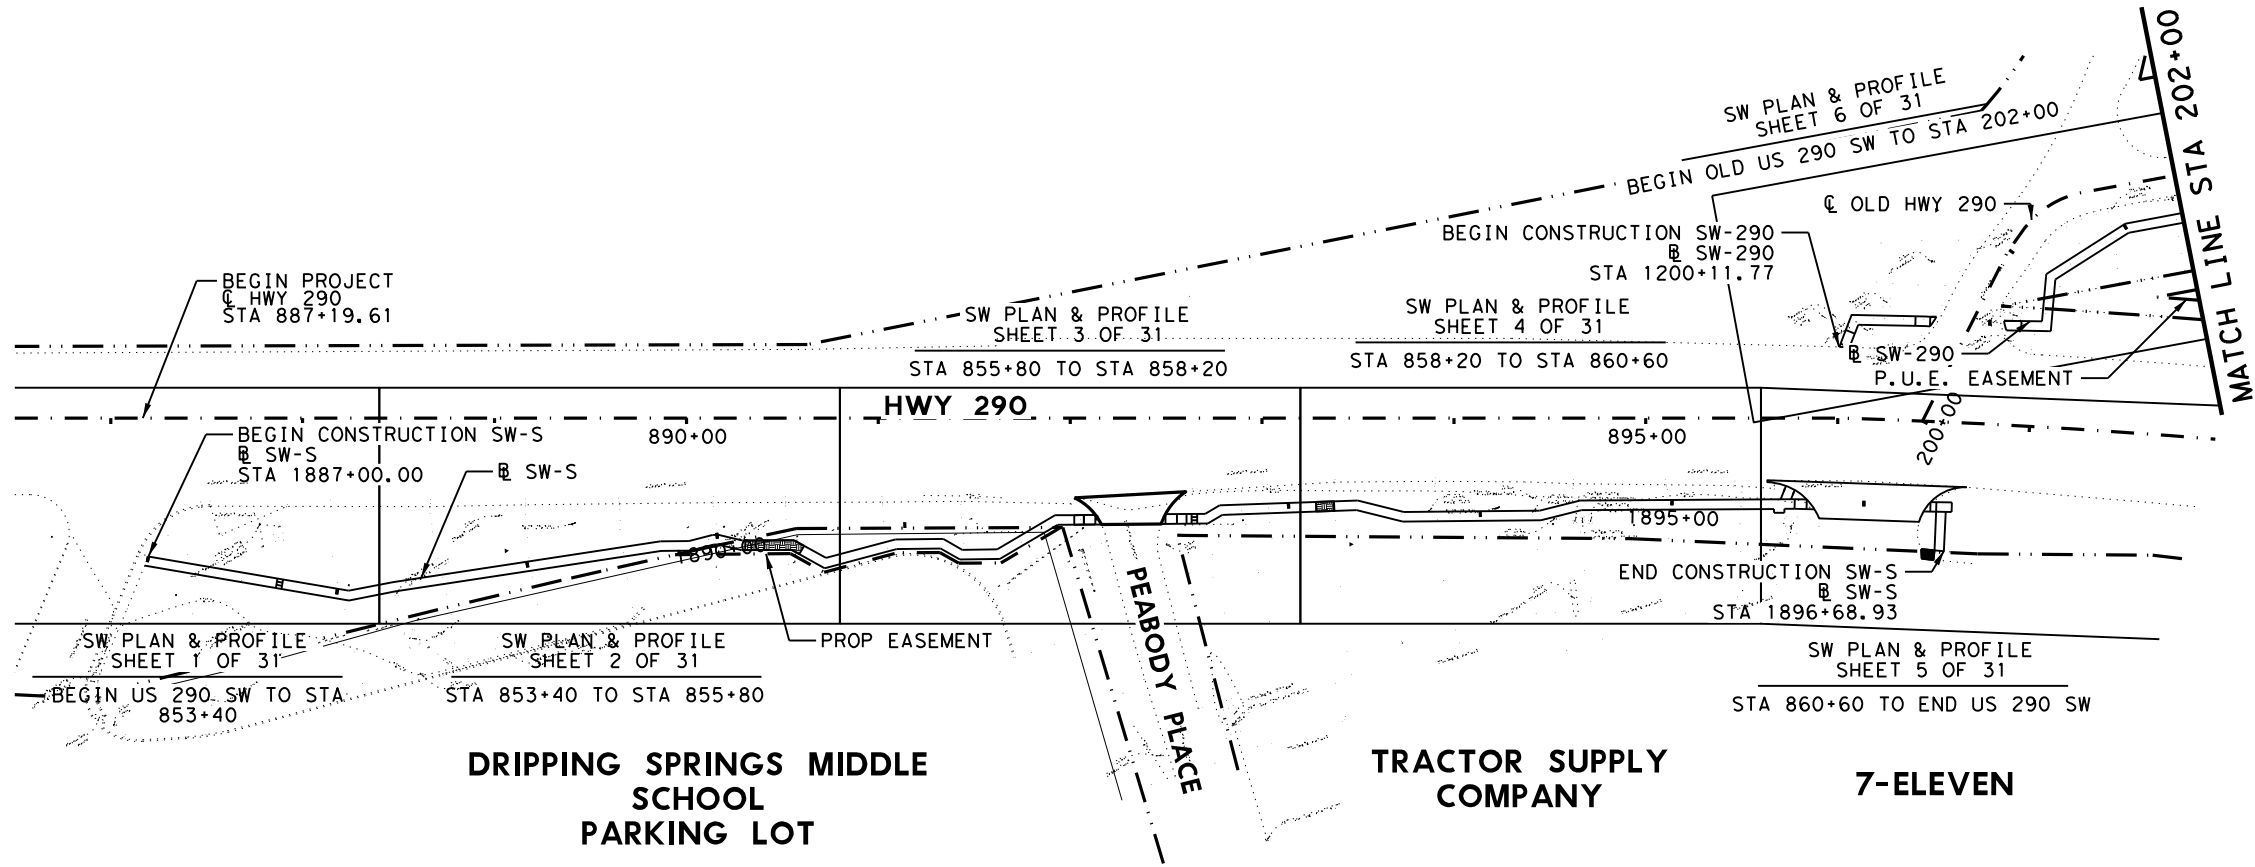 MATCH LINE STA 202+00
SW PLAN & PROFILE
SHEET 6 OF 31
BEGIN OLD US 290 SW TO STA 202+00
℄ OLD HWY 290
BEGIN CONSTRUCTION SW-290
BL SW-290
STA 1200+11.77
BEGIN PROJECT
℄ HWY 290
STA 887+19.61
SW PLAN & PROFILE
SHEET 3 OF 31
STA 855+80 TO STA 858+20
SW PLAN & PROFILE
SHEET 4 OF 31
STA 858+20 TO STA 860+60
BL SW-290
P.U.E. EASEMENT
HWY 290
BEGIN CONSTRUCTION SW-S
BL SW-S
STA 1887+00.00
890+00
895+00
200+00
BL SW-S
1895+00
1890+00
END CONSTRUCTION SW-S
BL SW-S
STA 1896+68.93
PEABODY PLACE
PROP EASEMENT
SW PLAN & PROFILE
SHEET 1 OF 31
BEGIN US 290 SW TO STA
853+40
SW PLAN & PROFILE
SHEET 2 OF 31
STA 853+40 TO STA 855+80
SW PLAN & PROFILE
SHEET 5 OF 31
STA 860+60 TO END US 290 SW
DRIPPING SPRINGS MIDDLE
SCHOOL
PARKING LOT
TRACTOR SUPPLY
COMPANY
7-ELEVEN